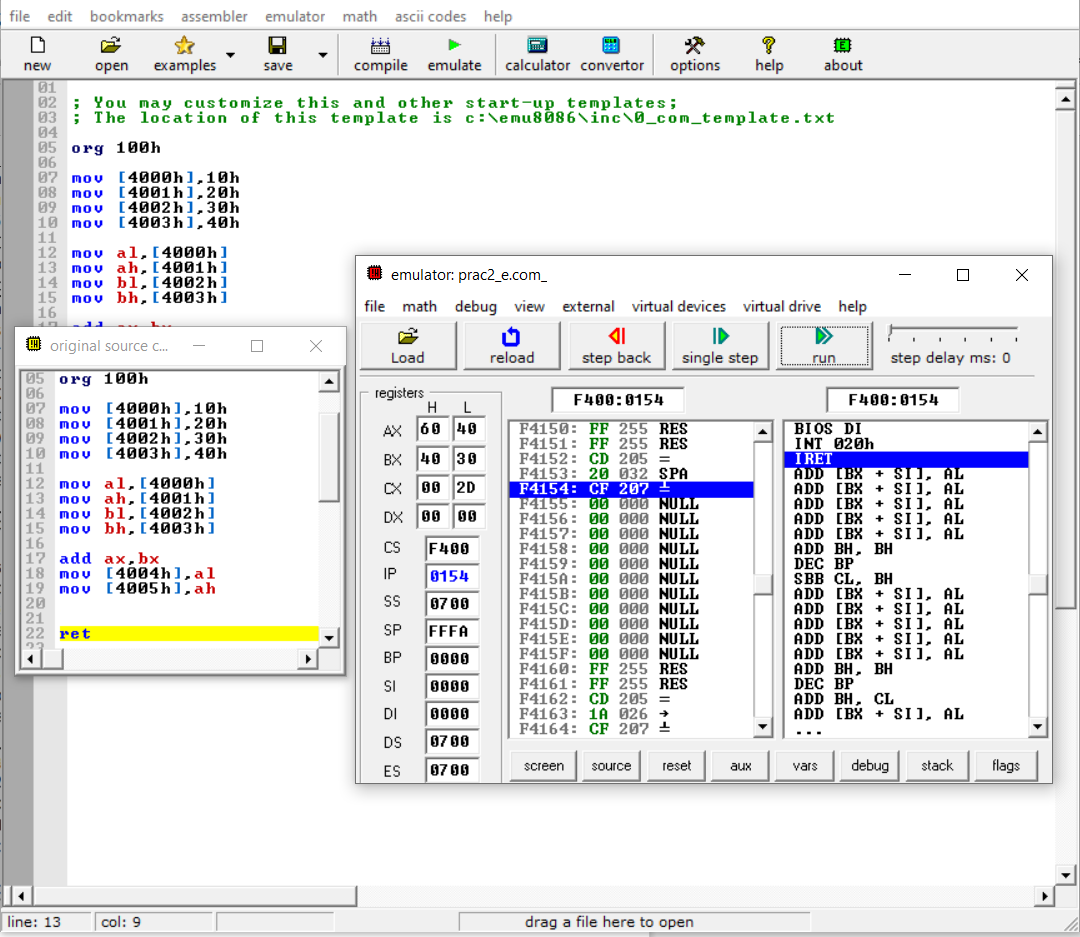 file edit bookmarks assembler emulator math ascii codes help
new open examples save compile emulate calculator convertor options help about
01
02 ; You may customize this and other start-up templates;
03 ; The location of this template is c:\emu8086\inc\0_com_template.txt
04
05 org 100h
06
07 mov [4000h],10h
08 mov [4001h],20h
09 mov [4002h],30h
10 mov [4003h],40h
11
12 mov al,[4000h]
13 mov ah,[4001h]
14 mov bl,[4002h]
15 mov bh,[4003h]
16
original source c...
05 org 100h
06
07 mov [4000h],10h
08 mov [4001h],20h
09 mov [4002h],30h
10 mov [4003h],40h
11
12 mov al,[4000h]
13 mov ah,[4001h]
14 mov bl,[4002h]
15 mov bh,[4003h]
16
17 add ax,bx
18 mov [4004h],al
19 mov [4005h],ah
20
21
22 ret
emulator: prac2_e.com_
file math debug view external virtual devices virtual drive help
Load reload step back single step run step delay ms: 0
registers
H L
AX 60 40
BX 40 30
CX 00 2D
DX 00 00
CS F400
IP 0154
SS 0700
SP FFFA
BP 0000
SI 0000
DI 0000
DS 0700
ES 0700
F400:0154
F4150: FF 255 RES
F4151: FF 255 RES
F4152: CD 205 =
F4153: 20 032 SPA
F4154: CF 207 ╧
F4155: 00 000 NULL
F4156: 00 000 NULL
F4157: 00 000 NULL
F4158: 00 000 NULL
F4159: 00 000 NULL
F415A: 00 000 NULL
F415B: 00 000 NULL
F415C: 00 000 NULL
F415D: 00 000 NULL
F415E: 00 000 NULL
F415F: 00 000 NULL
F4160: FF 255 RES
F4161: FF 255 RES
F4162: CD 205 =
F4163: 1A 026 →
F4164: CF 207 ╧
F400:0154
BIOS DI
INT 020h
IRET
ADD [BX + SI], AL
ADD [BX + SI], AL
ADD [BX + SI], AL
ADD [BX + SI], AL
ADD [BX + SI], AL
ADD BH, BH
DEC BP
SBB CL, BH
ADD [BX + SI], AL
ADD [BX + SI], AL
ADD [BX + SI], AL
ADD [BX + SI], AL
ADD [BX + SI], AL
ADD BH, BH
DEC BP
ADD BH, CL
ADD [BX + SI], AL
...
screen source reset aux vars debug stack flags
line: 13 col: 9 drag a file here to open